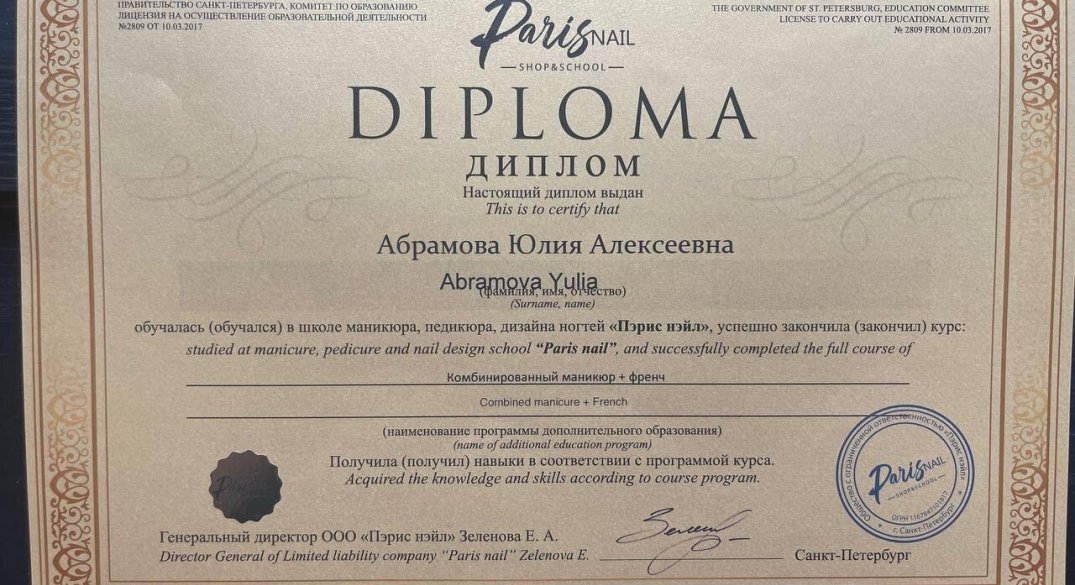 ПРАВИТЕЛЬСТВО САНКТ-ПЕТЕРБУРГА, КОМИТЕТ ПО ОБРАЗОВАНИЮ
ЛИЦЕНЗИЯ НА ОСУЩЕСТВЛЕНИЕ ОБРАЗОВАТЕЛЬНОЙ ДЕЯТЕЛЬНОСТИ
№2809 ОТ 10.03.2017
THE GOVERNMENT OF ST. PETERSBURG, EDUCATION COMMITTEE
LICENSE TO CARRY OUT EDUCATIONAL ACTIVITY
№ 2809 FROM 10.03.2017
Paris NAIL
SHOP&SCHOOL
DIPLOMA
ДИПЛОМ
Настоящий диплом выдан
This is to certify that
Абрамова Юлия Алексеевна
Abramova Yulia
(фамилия, имя, отчество)
(Surname, name)
обучалась (обучался) в школе маникюра, педикюра, дизайна ногтей «Пэрис нэйл», успешно закончила (закончил) курс:
studied at manicure, pedicure and nail design school “Paris nail”, and successfully completed the full course of
Комбинированный маникюр + френч
Combined manicure + French
(наименование программы дополнительного образования)
(name of additional education program)
Получила (получил) навыки в соответствии с программой курса.
Acquired the knowledge and skills according to course program.
Общество с ограниченной ответственностью «Пэрис нэйл»
Paris NAIL
SHOP&SCHOOL
г. Санкт-Петербург
Генеральный директор ООО «Пэрис нэйл» Зеленова Е. А.
Director General of Limited liability company “Paris nail” Zelenova E.
Санкт-Петербург